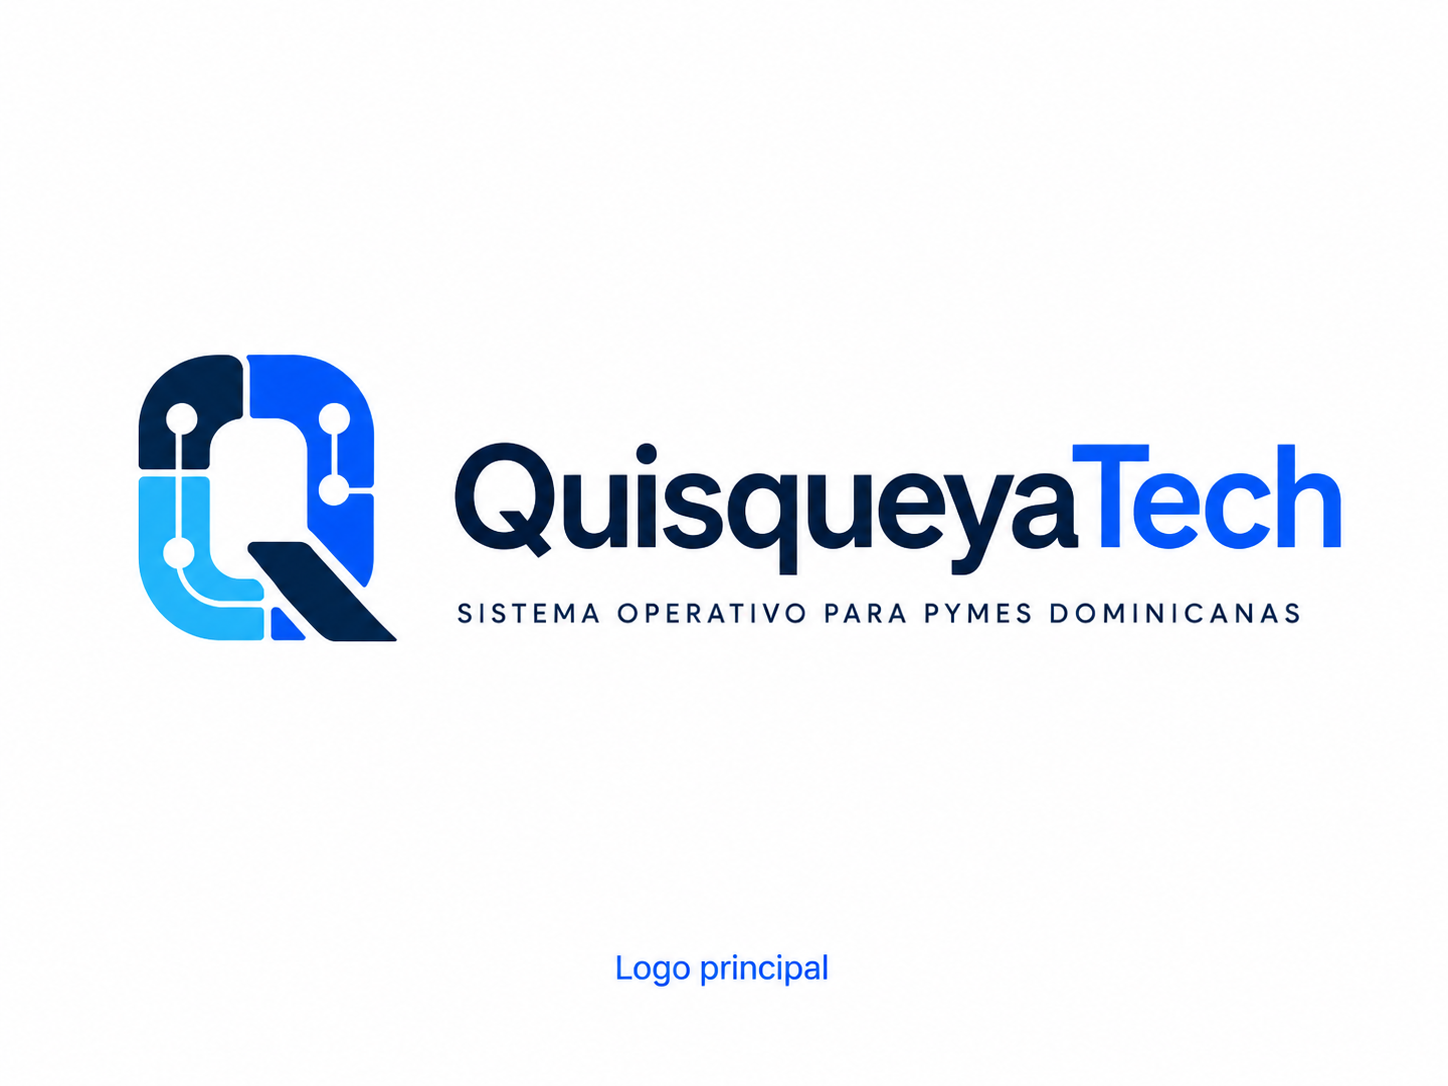 QuisqueyaTech
SISTEMA OPERATIVO PARA PYMES DOMINICANAS
Logo principal